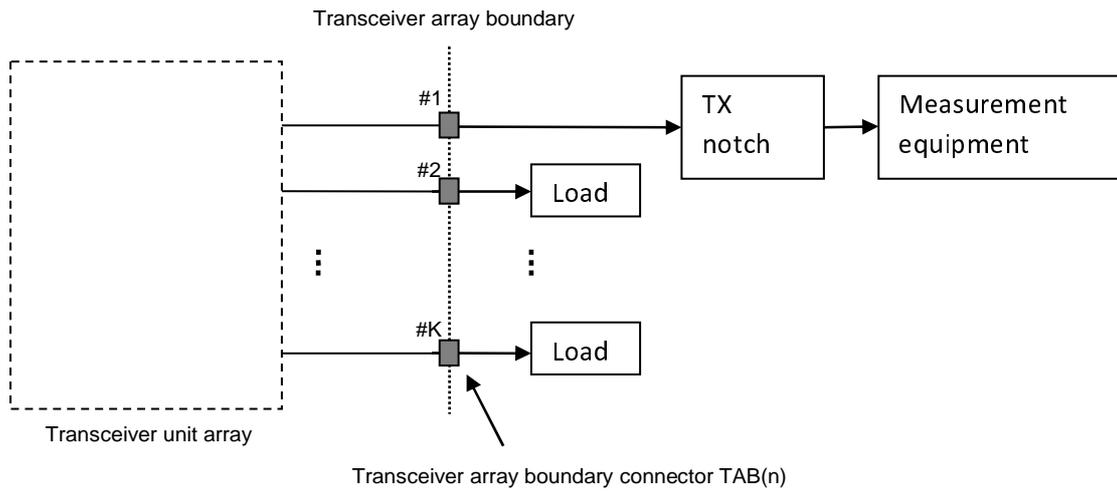 Transceiver array boundary
#1
TX
notch
Measurement
equipment
#2
Load
#K
Load
Transceiver unit array
Transceiver array boundary connector TAB(n)